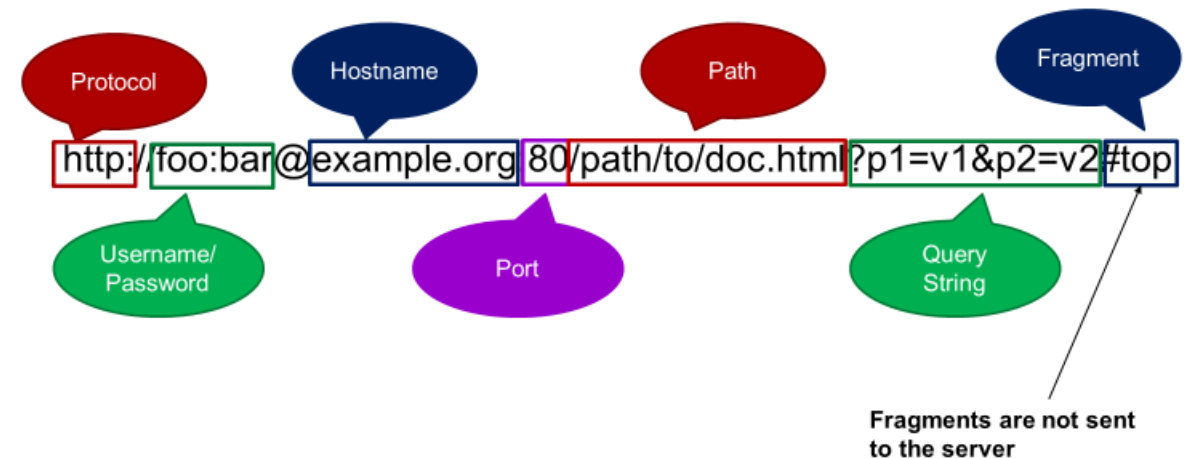 Protocol
Hostname
Path
Fragment
http://foo:bar@example.org:80/path/to/doc.html?p1=v1&p2=v2#top
Username/
Password
Port
Query
String
Fragments are not sent
to the server